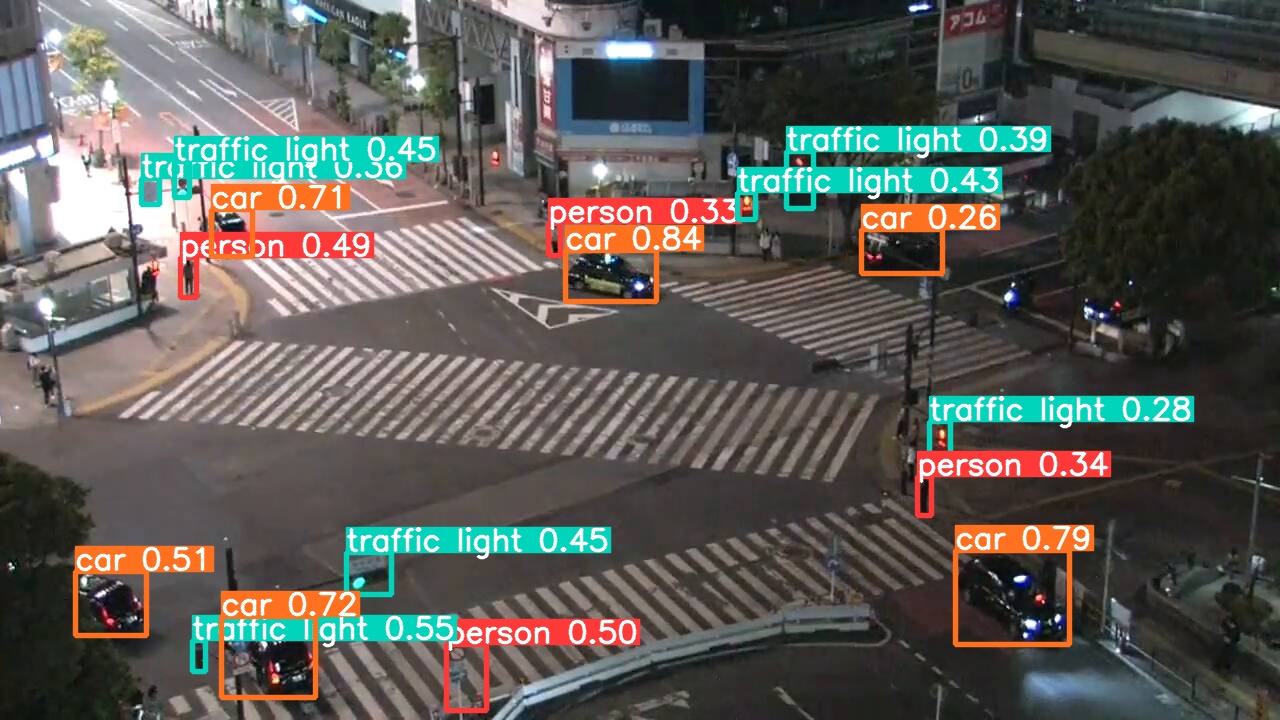 AMERICAN EAGLE
アコム
traffic light 0.45
traffic light 0.36
car 0.71
person 0.49
person 0.33
car 0.84
traffic light 0.39
traffic light 0.43
car 0.26
traffic light 0.28
person 0.34
car 0.79
car 0.51
traffic light 0.45
car 0.72
traffic light 0.55
person 0.50